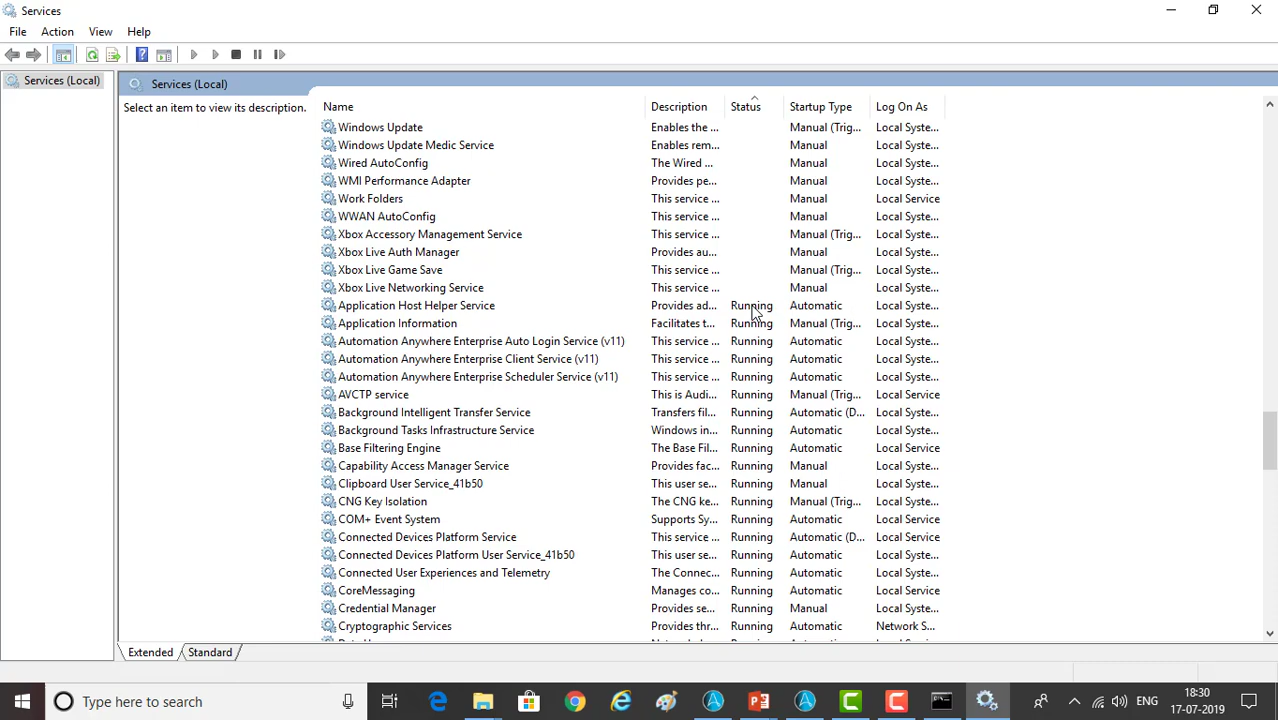 Services
File Action View Help
Services (Local)
Services (Local)
Select an item to view its description.
Name Description Status Startup Type Log On As
Windows Update Enables the ... Manual (Trig... Local Syste...
Windows Update Medic Service Enables rem... Manual Local Syste...
Wired AutoConfig The Wired ... Manual Local Syste...
WMI Performance Adapter Provides pe... Manual Local Syste...
Work Folders This service ... Manual Local Service
WWAN AutoConfig This service ... Manual Local Syste...
Xbox Accessory Management Service This service ... Manual (Trig... Local Syste...
Xbox Live Auth Manager Provides au... Manual Local Syste...
Xbox Live Game Save This service ... Manual (Trig... Local Syste...
Xbox Live Networking Service This service ... Manual Local Syste...
Application Host Helper Service Provides ad... Running Automatic Local Syste...
Application Information Facilitates t... Running Manual (Trig... Local Syste...
Automation Anywhere Enterprise Auto Login Service (v11) This service ... Running Automatic Local Syste...
Automation Anywhere Enterprise Client Service (v11) This service ... Running Automatic Local Syste...
Automation Anywhere Enterprise Scheduler Service (v11) This service ... Running Automatic Local Syste...
AVCTP service This is Audi... Running Manual (Trig... Local Service
Background Intelligent Transfer Service Transfers fil... Running Automatic (D... Local Syste...
Background Tasks Infrastructure Service Windows in... Running Automatic Local Syste...
Base Filtering Engine The Base Fil... Running Automatic Local Service
Capability Access Manager Service Provides fac... Running Manual Local Syste...
Clipboard User Service_41b50 This user se... Running Manual Local Syste...
CNG Key Isolation The CNG ke... Running Manual (Trig... Local Syste...
COM+ Event System Supports Sy... Running Automatic Local Service
Connected Devices Platform Service This service ... Running Automatic (D... Local Service
Connected Devices Platform User Service_41b50 This user se... Running Automatic Local Syste...
Connected User Experiences and Telemetry The Connec... Running Automatic Local Syste...
CoreMessaging Manages co... Running Automatic Local Service
Credential Manager Provides se... Running Manual Local Syste...
Cryptographic Services Provides thr... Running Automatic Network S...
Extended Standard
Type here to search
ENG
18:30
17-07-2019